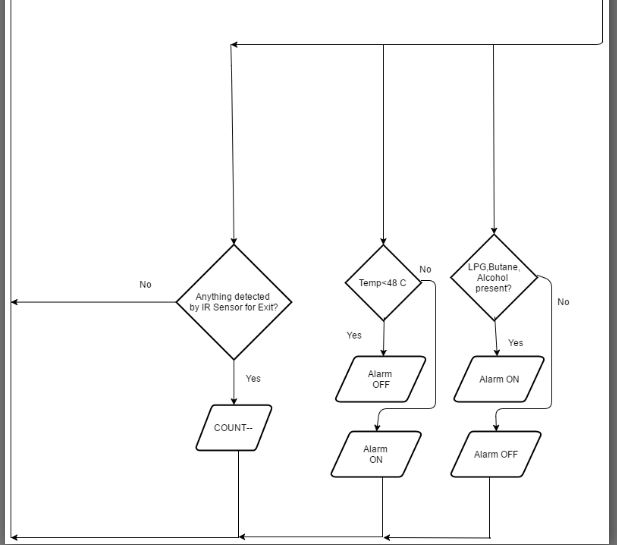 No
Anything detected
by IR Sensor for Exit?
Yes
COUNT--
Temp<48 C
No
Yes
Alarm
OFF
Alarm
ON
LPG,Butane,
Alcohol
present?
No
Yes
Alarm ON
Alarm OFF